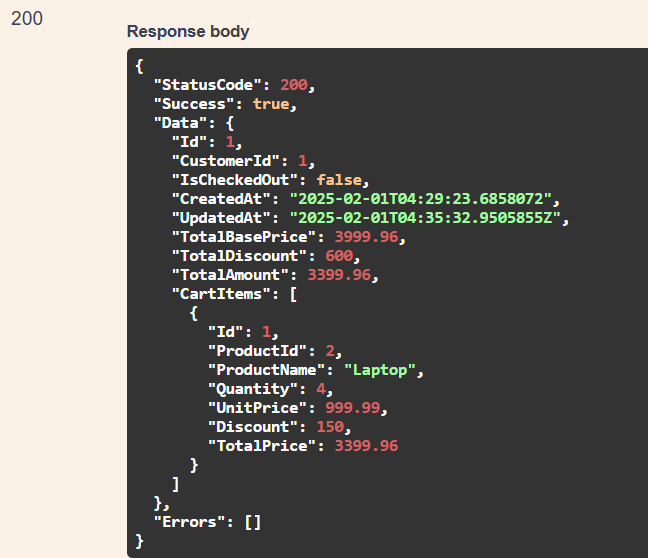 200
Response body
{
  "StatusCode": 200,
  "Success": true,
  "Data": {
    "Id": 1,
    "CustomerId": 1,
    "IsCheckedOut": false,
    "CreatedAt": "2025-02-01T04:29:23.6858072",
    "UpdatedAt": "2025-02-01T04:35:32.9505855Z",
    "TotalBasePrice": 3999.96,
    "TotalDiscount": 600,
    "TotalAmount": 3399.96,
    "CartItems": [
      {
        "Id": 1,
        "ProductId": 2,
        "ProductName": "Laptop",
        "Quantity": 4,
        "UnitPrice": 999.99,
        "Discount": 150,
        "TotalPrice": 3399.96
      }
    ]
  },
  "Errors": []
}